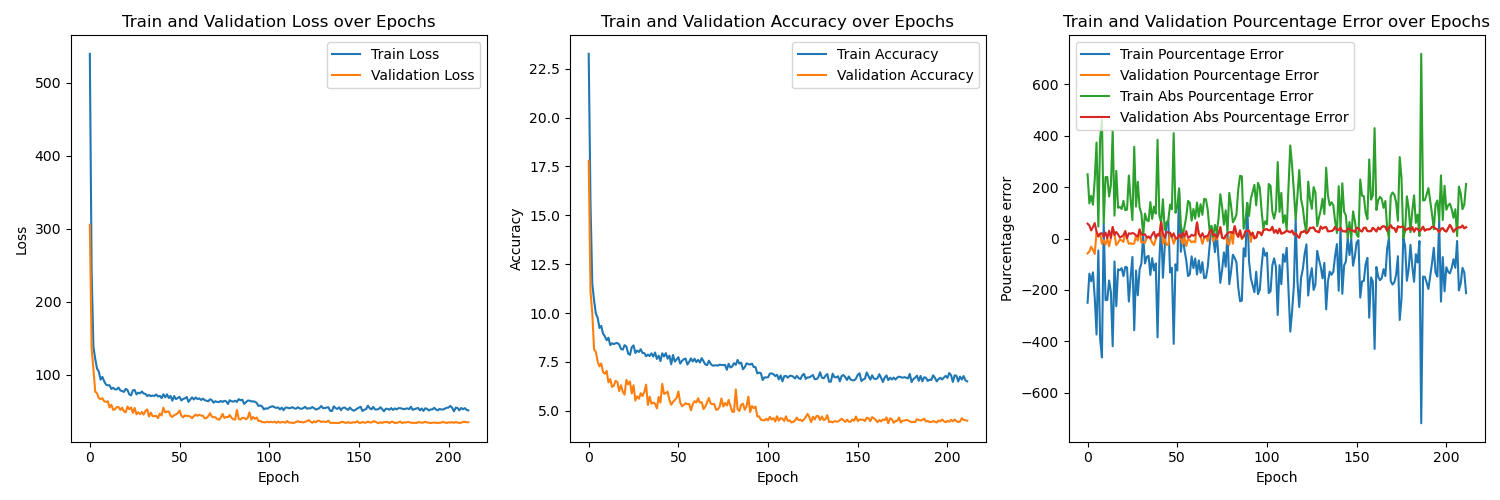 Train and Validation Loss over Epochs
Train Loss
Validation Loss
500
400
300
200
100
Loss
0
50
100
150
200
Epoch
Train and Validation Accuracy over Epochs
Train Accuracy
Validation Accuracy
22.5
20.0
17.5
15.0
12.5
10.0
7.5
5.0
Accuracy
0
50
100
150
200
Epoch
Train and Validation Pourcentage Error over Epochs
Train Pourcentage Error
Validation Pourcentage Error
Train Abs Pourcentage Error
Validation Abs Pourcentage Error
600
400
200
0
−200
−400
−600
Pourcentage error
0
50
100
150
200
Epoch